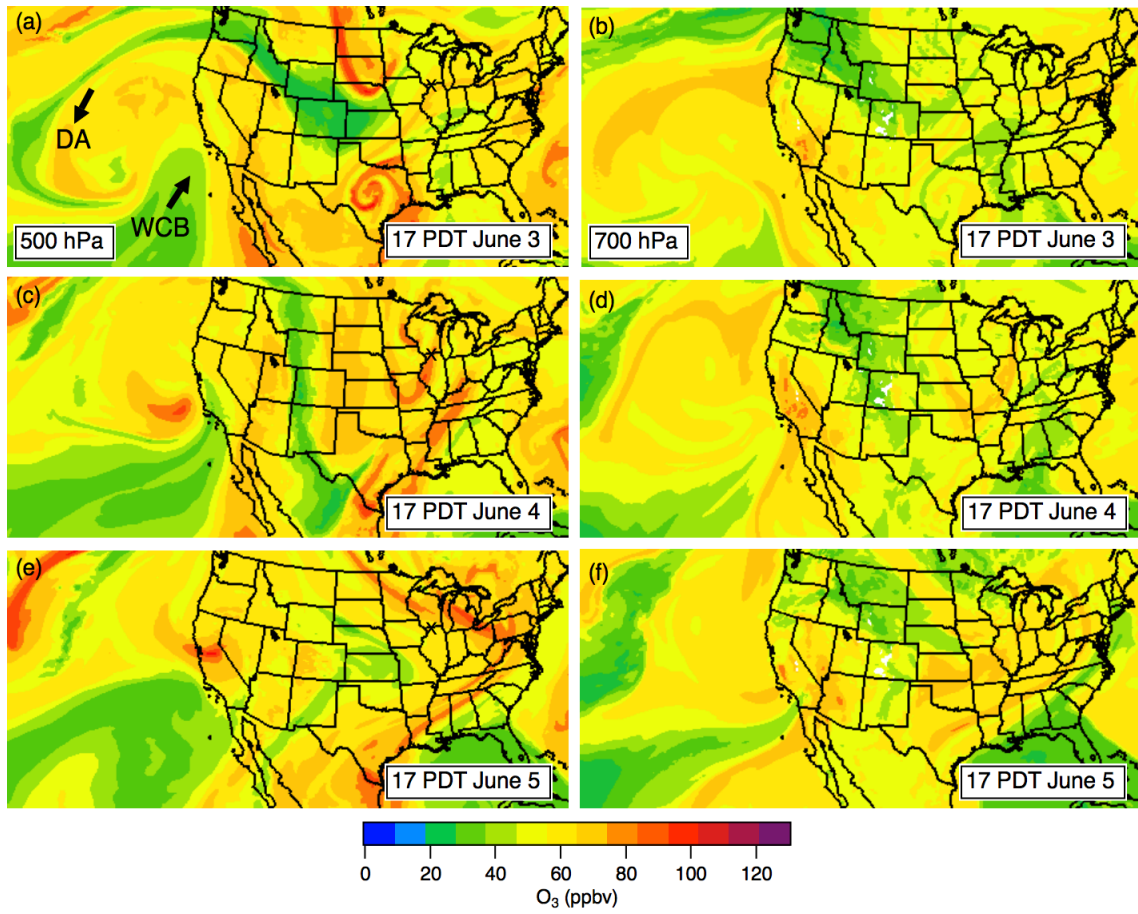 (a)
DA
WCB
500 hPa
17 PDT June 3
(b)
700 hPa
17 PDT June 3
(c)
17 PDT June 4
(d)
17 PDT June 4
(e)
17 PDT June 5
(f)
17 PDT June 5
0 20 40 60 80 100 120
O₃ (ppbv)